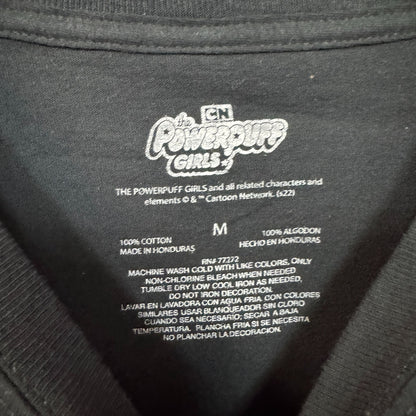 CN
the
POWERPUFF
GIRLS
THE POWERPUFF GIRLS and all related characters and
elements © & ™ Cartoon Network. (s22)
M
100% COTTON
MADE IN HONDURAS
100% ALGODON
HECHO EN HONDURAS
RN# 77272
MACHINE WASH COLD WITH LIKE COLORS, ONLY
NON-CHLORINE BLEACH WHEN NEEDED
TUMBLE DRY LOW COOL IRON AS NEEDED,
DO NOT IRON DECORATION.
LAVAR EN LAVADORA CON AGUA FRIA CON COLORES
SIMILARES USAR BLANQUEADOR SIN CLORO
CUANDO SEA NECESARIO; SECAR A BAJA
TEMPERATURA. PLANCHA FRIA SI SE NECESITA
NO PLANCHAR LA DECORACION.